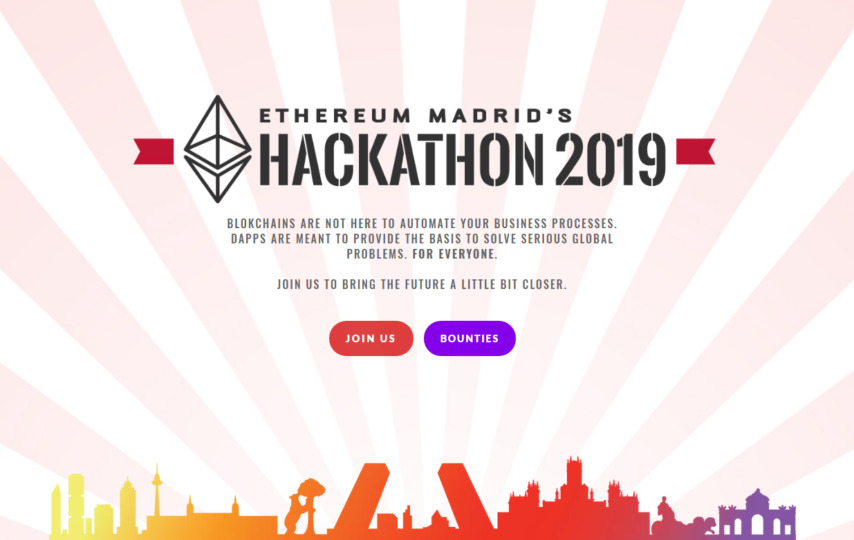 ETHEREUM MADRID'S
HACKATHON 2019
BLOKCHAINS ARE NOT HERE TO AUTOMATE YOUR BUSINESS PROCESSES.
DAPPS ARE MEANT TO PROVIDE THE BASIS TO SOLVE SERIOUS GLOBAL
PROBLEMS. FOR EVERYONE.
JOIN US TO BRING THE FUTURE A LITTLE BIT CLOSER.
JOIN US
BOUNTIES